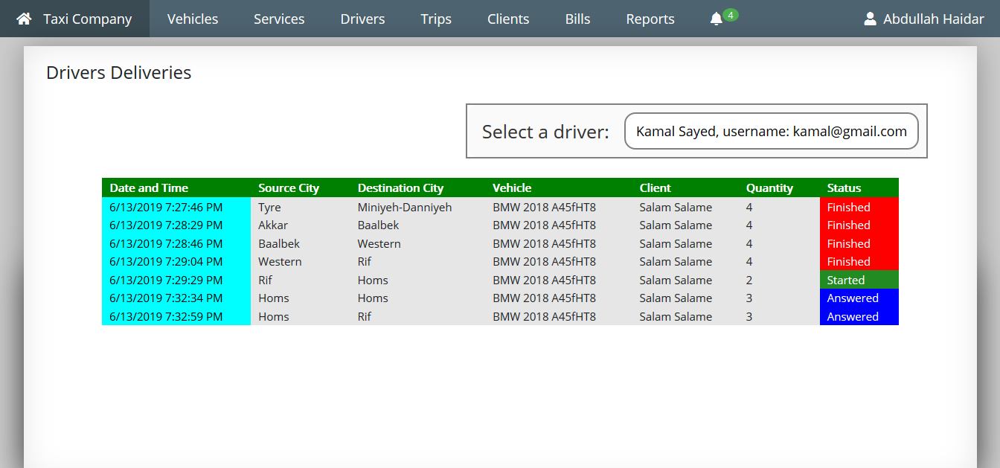 Taxi Company Vehicles Services Drivers Trips Clients Bills Reports 4 Abdullah Haidar
Drivers Deliveries
Select a driver: Kamal Sayed, username: kamal@gmail.com
Date and Time Source City Destination City Vehicle Client Quantity Status
6/13/2019 7:27:46 PM Tyre Miniyeh-Danniyeh BMW 2018 A45fHT8 Salam Salame 4 Finished
6/13/2019 7:28:29 PM Akkar Baalbek BMW 2018 A45fHT8 Salam Salame 4 Finished
6/13/2019 7:28:46 PM Baalbek Western BMW 2018 A45fHT8 Salam Salame 4 Finished
6/13/2019 7:29:04 PM Western Rif BMW 2018 A45fHT8 Salam Salame 4 Finished
6/13/2019 7:29:29 PM Rif Homs BMW 2018 A45fHT8 Salam Salame 2 Started
6/13/2019 7:32:34 PM Homs Homs BMW 2018 A45fHT8 Salam Salame 3 Answered
6/13/2019 7:32:59 PM Homs Rif BMW 2018 A45fHT8 Salam Salame 3 Answered